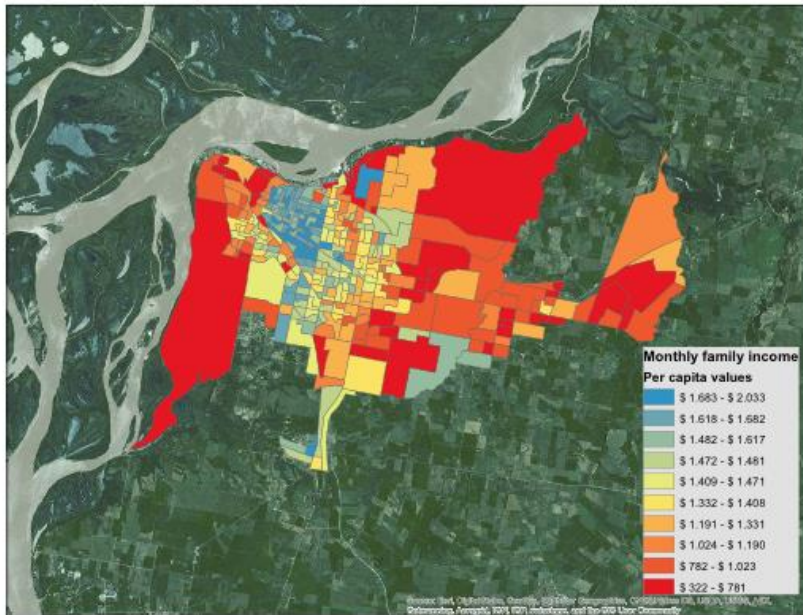 Monthly family income
Per capita values
$ 1.683 - $ 2.033
$ 1.618 - $ 1.682
$ 1.482 - $ 1.617
$ 1.472 - $ 1.481
$ 1.409 - $ 1.471
$ 1.332 - $ 1.408
$ 1.191 - $ 1.331
$ 1.024 - $ 1.190
$ 782 - $ 1.023
$ 322 - $ 781